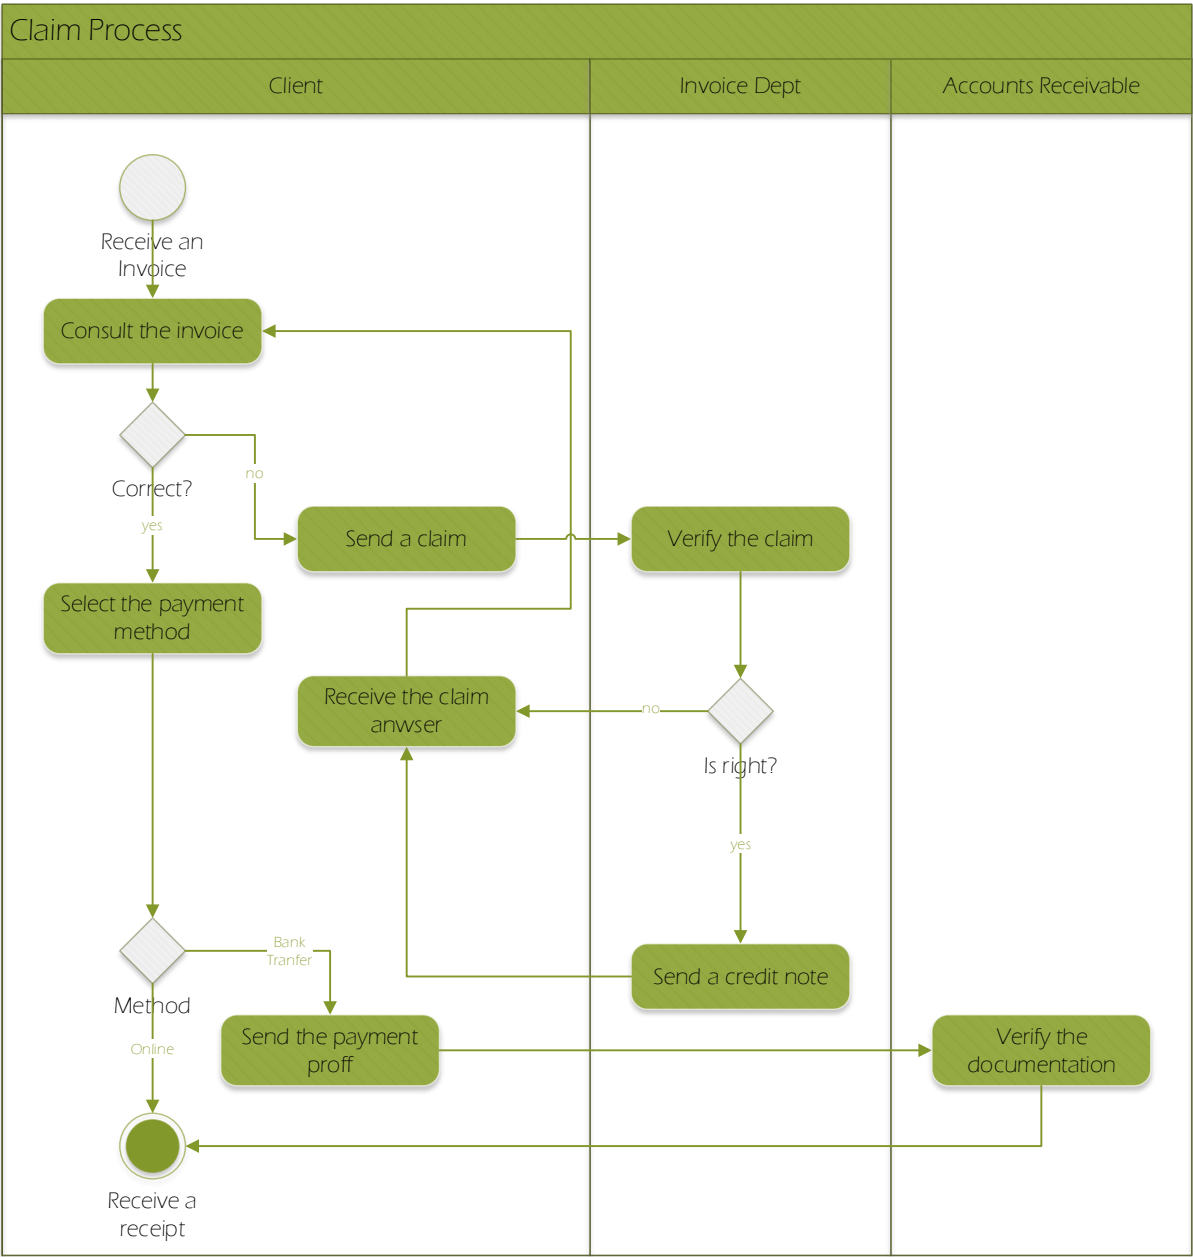 Claim Process
Client
Invoice Dept
Accounts Receivable
Receive an
Invoice
Consult the invoice
Correct?
no
yes
Send a claim
Verify the claim
Select the payment
method
Receive the claim
anwser
no
Is right?
yes
Send a credit note
Bank
Tranfer
Method
Online
Send the payment
proff
Verify the
documentation
Receive a
receipt